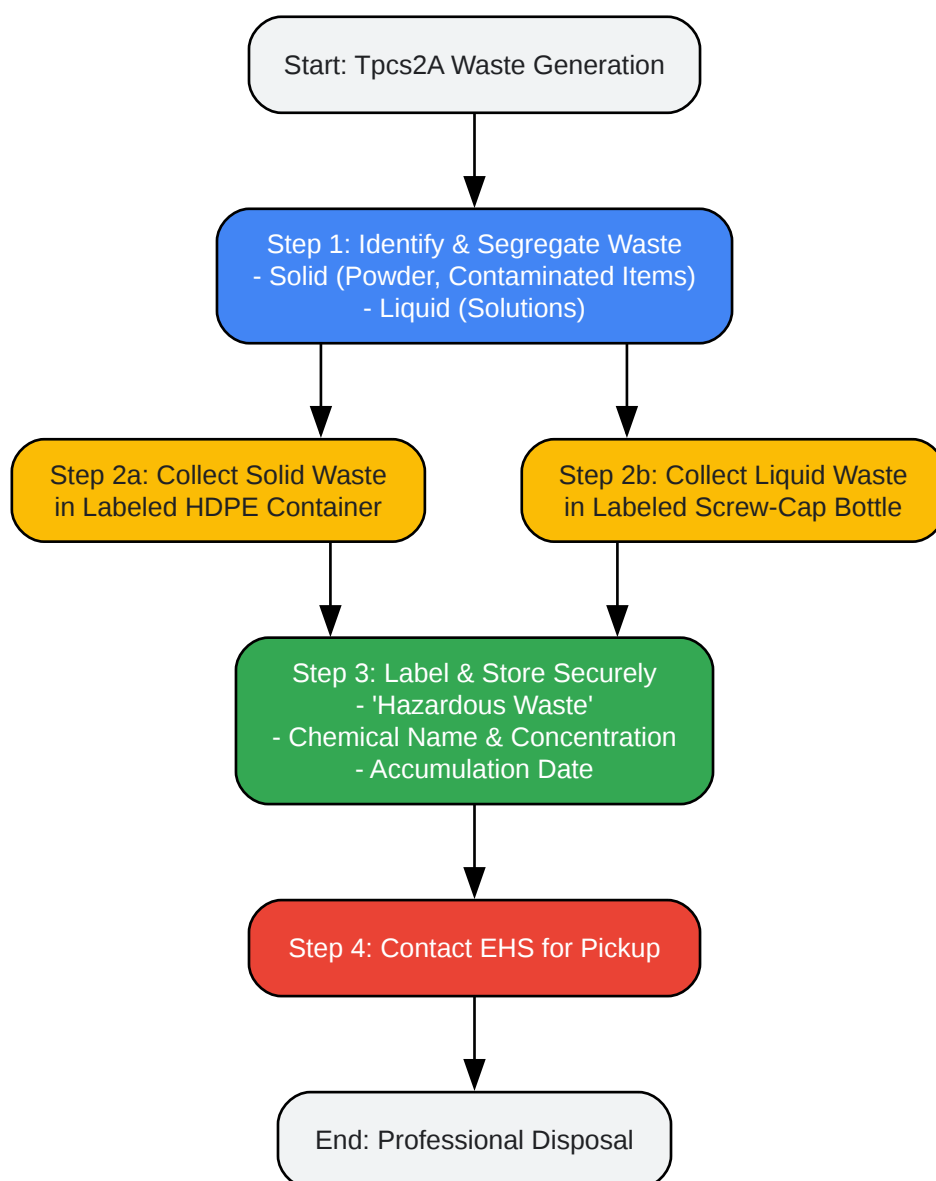 Start: Tpcs2A Waste Generation
Step 1: Identify & Segregate Waste
- Solid (Powder, Contaminated Items)
- Liquid (Solutions)
Step 2a: Collect Solid Waste
in Labeled HDPE Container
Step 2b: Collect Liquid Waste
in Labeled Screw-Cap Bottle
Step 3: Label & Store Securely
- 'Hazardous Waste'
- Chemical Name & Concentration
- Accumulation Date
Step 4: Contact EHS for Pickup
End: Professional Disposal